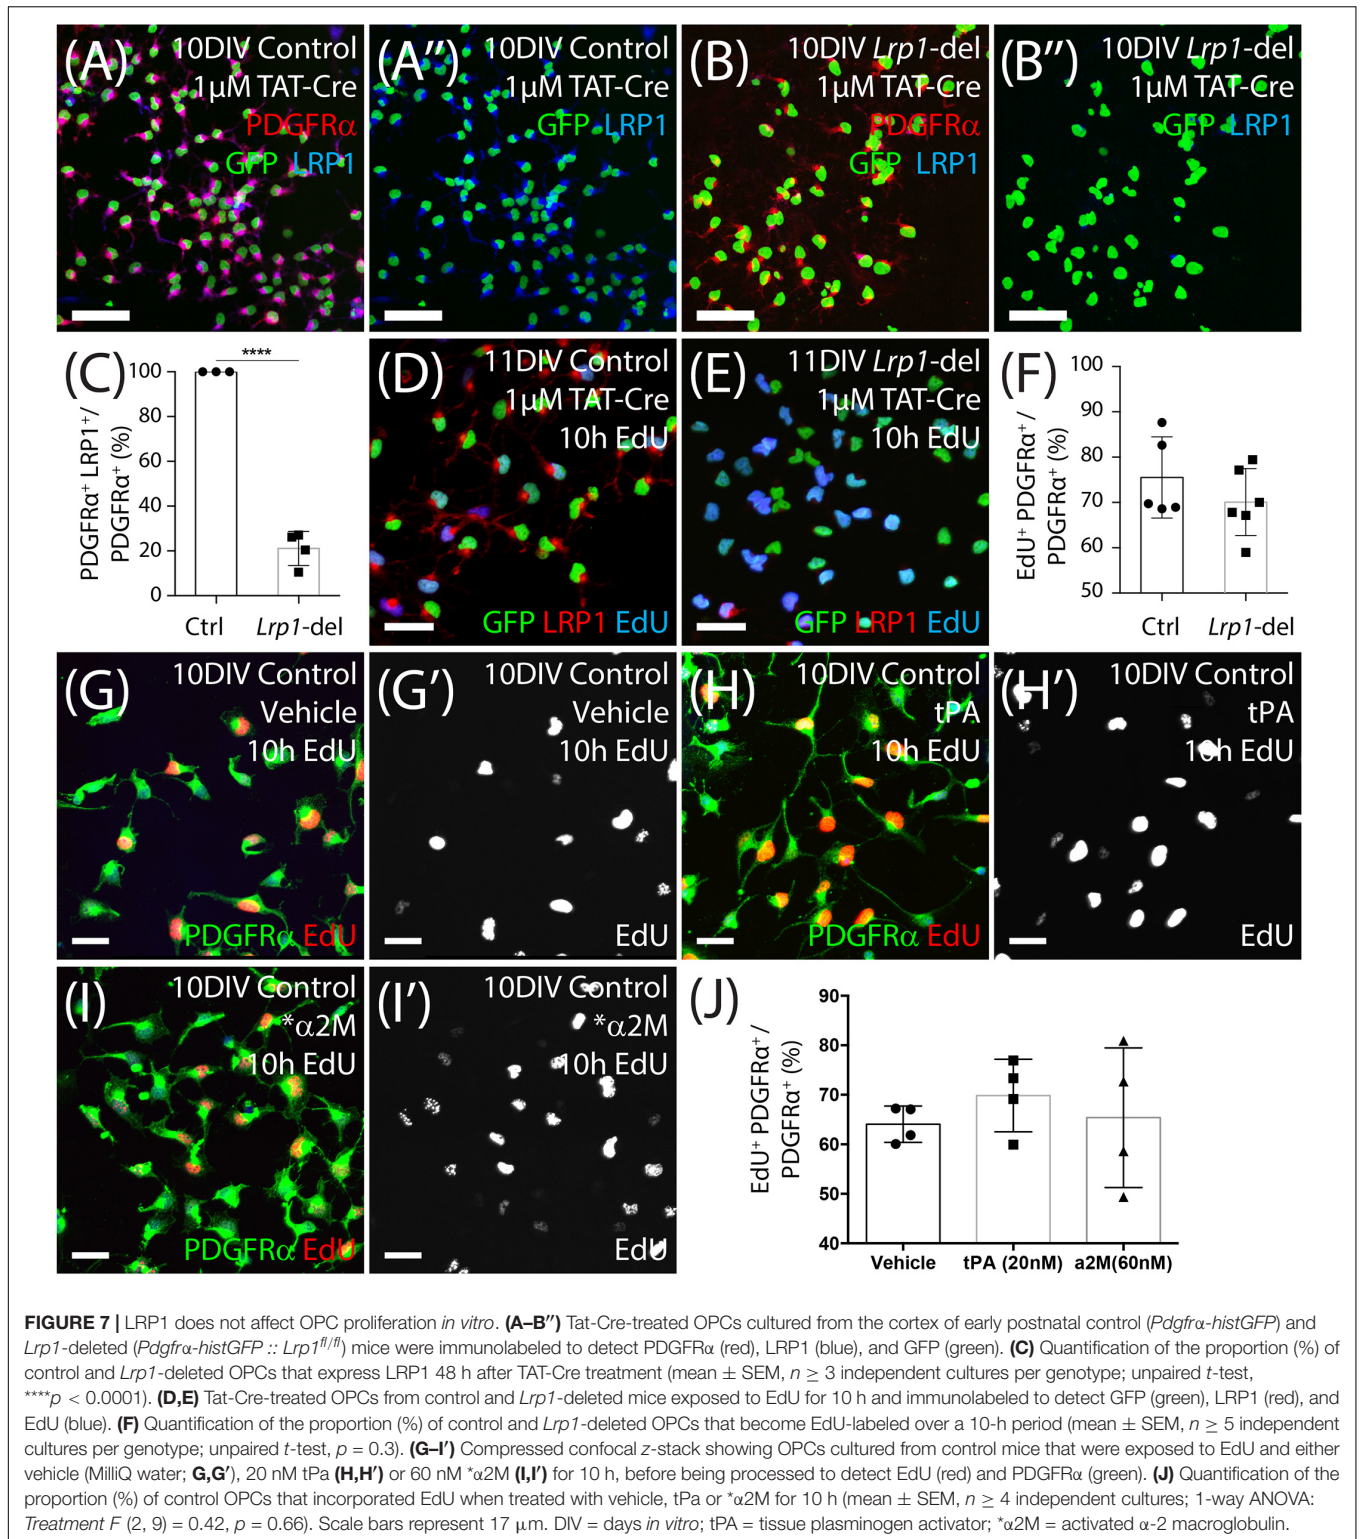 (A) 10DIV Control
1μM TAT-Cre
PDGFRα
GFP LRP1
(A") 10DIV Control
1μM TAT-Cre
GFP LRP1
(B) 10DIV Lrp1-del
1μM TAT-Cre
PDGFRα
GFP LRP1
(B") 10DIV Lrp1-del
1μM TAT-Cre
GFP LRP1
(C)
PDGFRα+ LRP1+/
PDGFRα+ (%)
****
100
80
60
40
20
0
Ctrl Lrp1-del
(D) 11DIV Control
1μM TAT-Cre
10h EdU
GFP LRP1 EdU
(E) 11DIV Lrp1-del
1μM TAT-Cre
10h EdU
GFP LRP1 EdU
(F)
EdU+ PDGFRα+/
PDGFRα+ (%)
100
90
80
70
60
50
Ctrl Lrp1-del
(G) 10DIV Control
Vehicle
10h EdU
PDGFRα EdU
(G') 10DIV Control
Vehicle
10h EdU
EdU
(H) 10DIV Control
tPA
10h EdU
PDGFRα EdU
(H') 10DIV Control
tPA
10h EdU
EdU
(I) 10DIV Control
*α2M
10h EdU
PDGFRα EdU
(I') 10DIV Control
*α2M
10h EdU
EdU
(J)
EdU+ PDGFRα+/
PDGFRα+ (%)
90
80
70
60
50
40
Vehicle tPA (20nM) a2M(60nM)
FIGURE 7 | LRP1 does not affect OPC proliferation in vitro. (A–B") Tat-Cre-treated OPCs cultured from the cortex of early postnatal control (Pdgfrα-histGFP) and
Lrp1-deleted (Pdgfrα-histGFP :: Lrp1fl/fl) mice were immunolabeled to detect PDGFRα (red), LRP1 (blue), and GFP (green). (C) Quantification of the proportion (%) of
control and Lrp1-deleted OPCs that express LRP1 48 h after TAT-Cre treatment (mean ± SEM, n ≥ 3 independent cultures per genotype; unpaired t-test,
****p < 0.0001). (D,E) Tat-Cre-treated OPCs from control and Lrp1-deleted mice exposed to EdU for 10 h and immunolabeled to detect GFP (green), LRP1 (red), and
EdU (blue). (F) Quantification of the proportion (%) of control and Lrp1-deleted OPCs that become EdU-labeled over a 10-h period (mean ± SEM, n ≥ 5 independent
cultures per genotype; unpaired t-test, p = 0.3). (G–I') Compressed confocal z-stack showing OPCs cultured from control mice that were exposed to EdU and either
vehicle (MilliQ water; G,G'), 20 nM tPa (H,H') or 60 nM *α2M (I,I') for 10 h, before being processed to detect EdU (red) and PDGFRα (green). (J) Quantification of the
proportion (%) of control OPCs that incorporated EdU when treated with vehicle, tPa or *α2M for 10 h (mean ± SEM, n ≥ 4 independent cultures; 1-way ANOVA:
Treatment F (2, 9) = 0.42, p = 0.66). Scale bars represent 17 μm. DIV = days in vitro; tPA = tissue plasminogen activator; *α2M = activated α-2 macroglobulin.